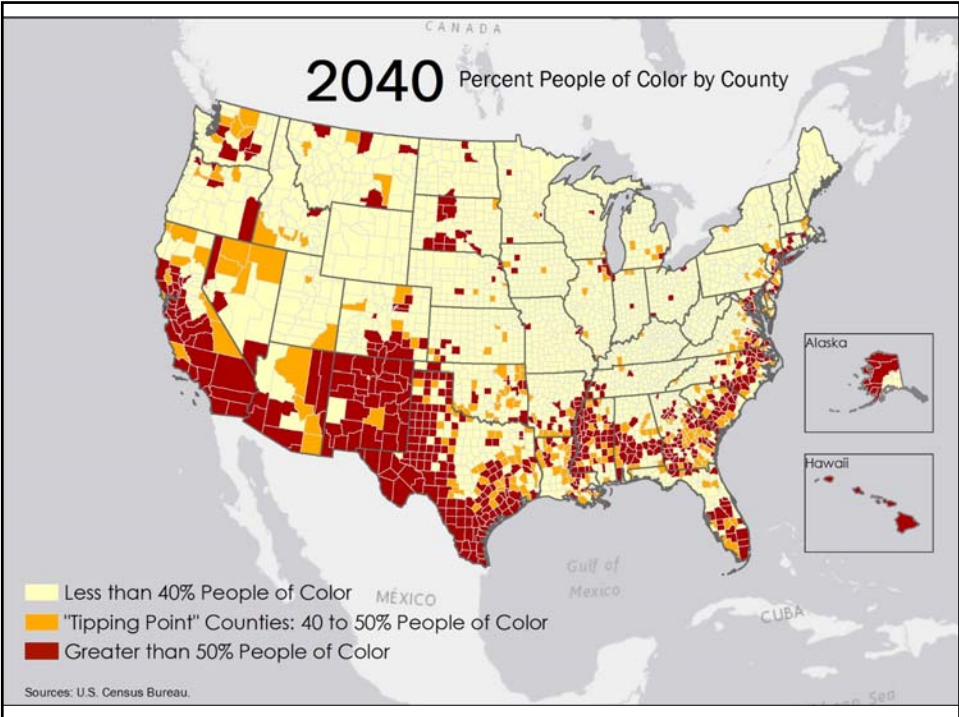 CANADA
2040 Percent People of Color by County
Alaska
Hawaii
Gulf of
Mexico
MÉXICO
CUBA
Less than 40% People of Color
"Tipping Point" Counties: 40 to 50% People of Color
Greater than 50% People of Color
Sources: U.S. Census Bureau.
Sea